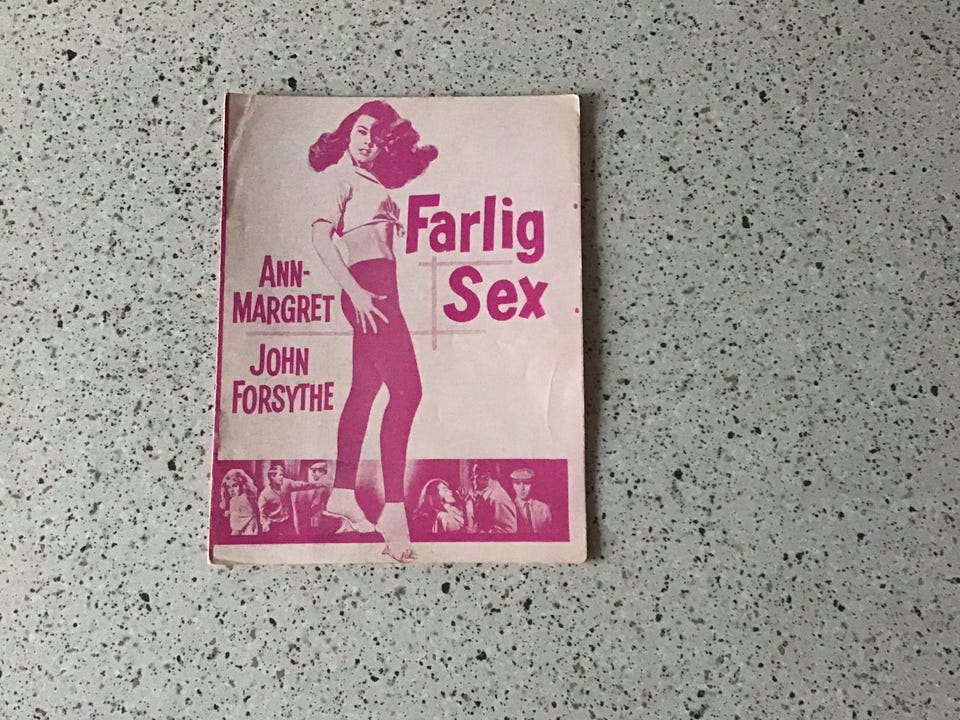 Farlig
Sex
ANN-
MARGRET
JOHN
FORSYTHE